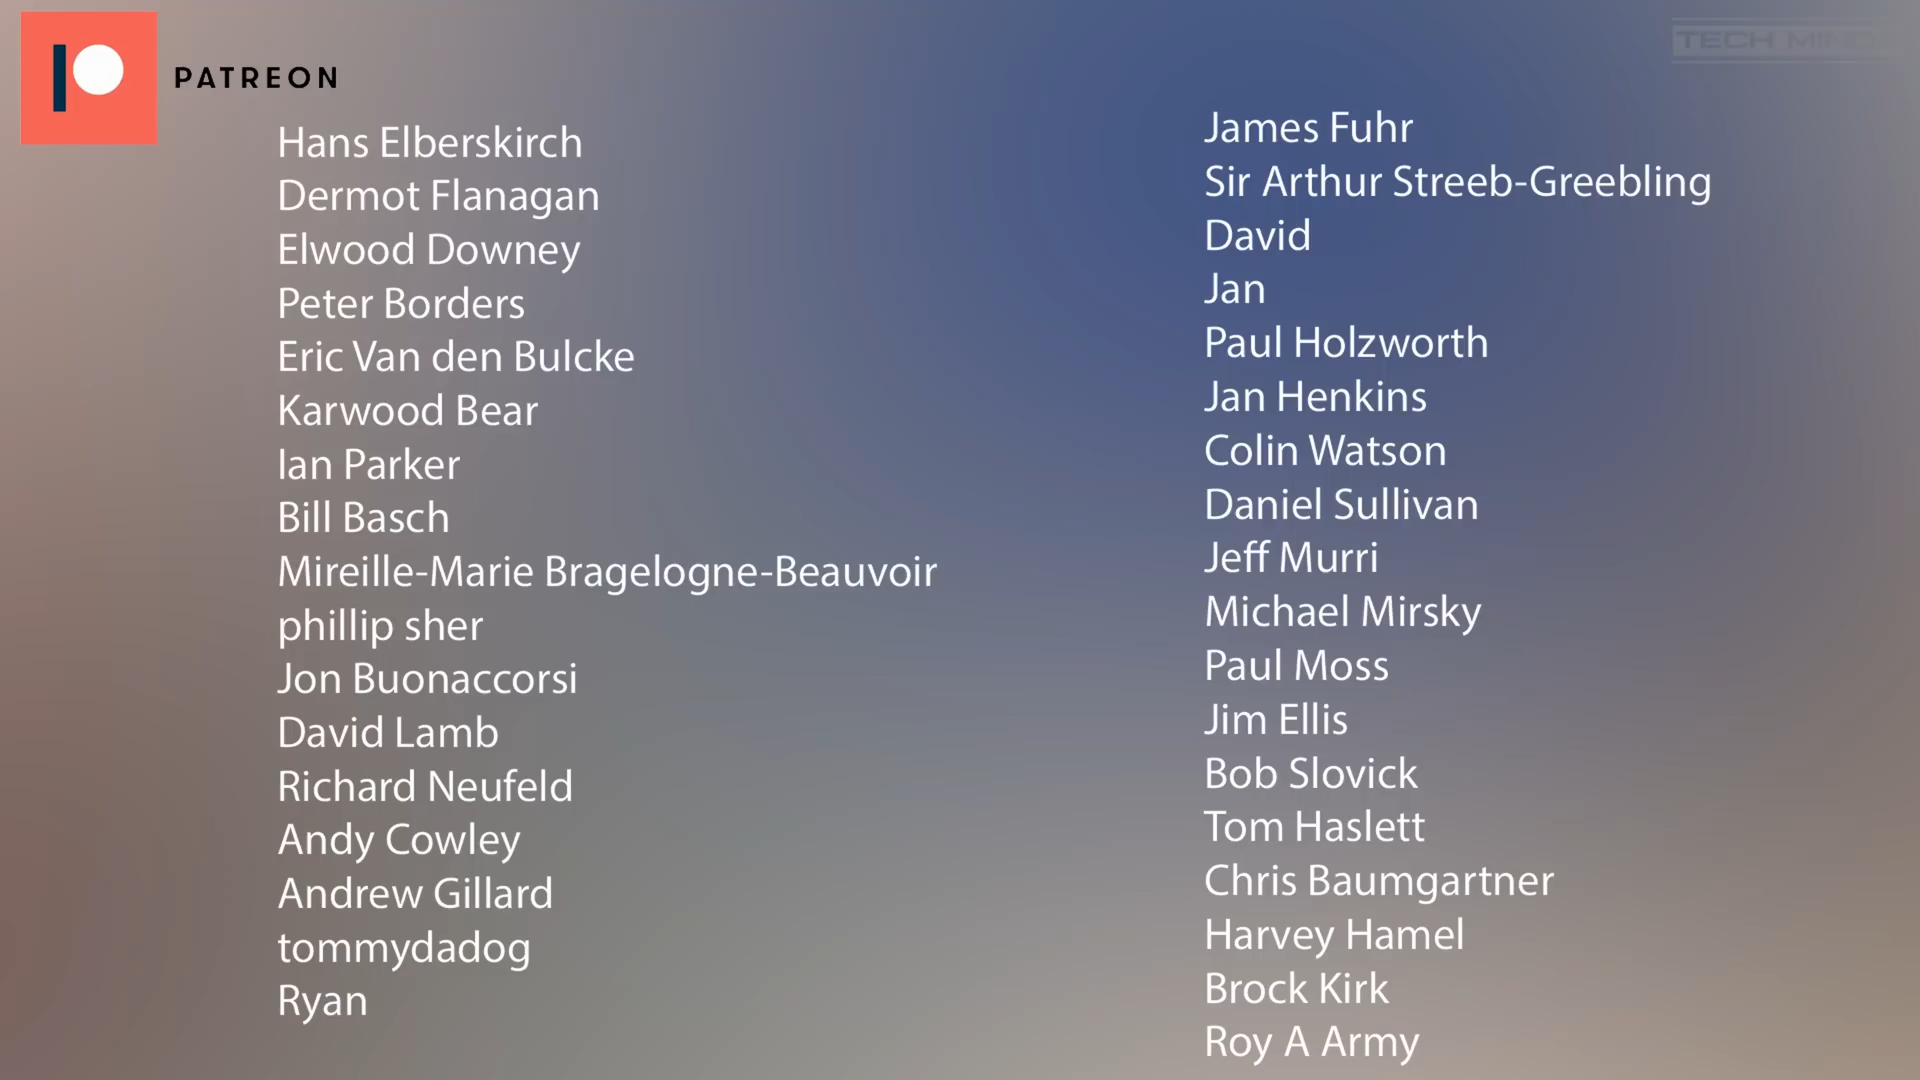 PATREON
Hans Elberskirch
Dermot Flanagan
Elwood Downey
Peter Borders
Eric Van den Bulcke
Karwood Bear
Ian Parker
Bill Basch
Mireille-Marie Bragelogne-Beauvoir
phillip sher
Jon Buonaccorsi
David Lamb
Richard Neufeld
Andy Cowley
Andrew Gillard
tommydadog
Ryan
TECH MIND
James Fuhr
Sir Arthur Streeb-Greebling
David
Jan
Paul Holzworth
Jan Henkins
Colin Watson
Daniel Sullivan
Jeff Murri
Michael Mirsky
Paul Moss
Jim Ellis
Bob Slovick
Tom Haslett
Chris Baumgartner
Harvey Hamel
Brock Kirk
Roy A Army